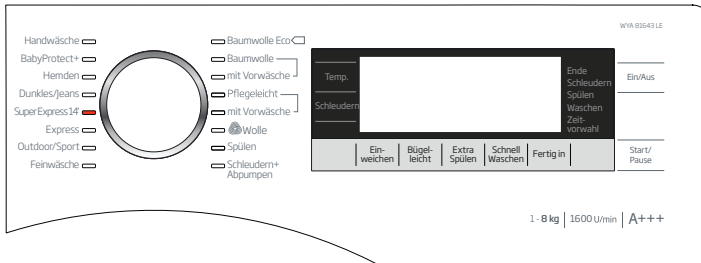 WYA 81643 LE
Handwäsche
BabyProtect+
Hemden
Dunkles/Jeans
SuperExpress 14'
Express
Outdoor/Sport
Feinwäsche
Baumwolle Eco
Baumwolle
mit Vorwäsche
Pflegeleicht
mit Vorwäsche
Wolle
Spülen
Schleudern+
Abpumpen
Temp.
Schleudern
Ende
Schleudern
Spülen
Waschen
Zeit-
vorwahl
Ein/Aus
Ein-
weichen
Bügel-
leicht
Extra
Spülen
Schnell
Waschen
Fertig in
Start/
Pause
1 - 8 kg 1600 U/min A+++